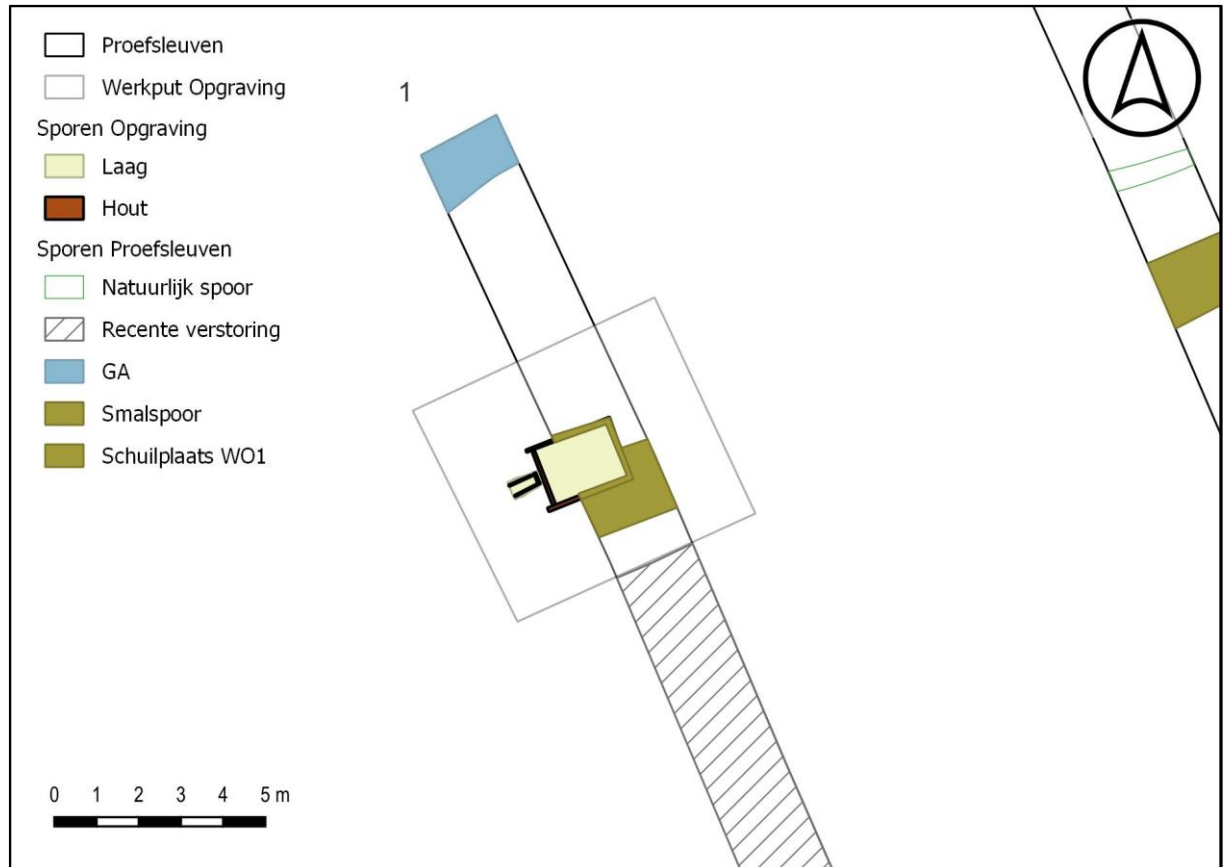 Proefsleuven
Werkput Opgraving
Sporen Opgraving
Laag
Hout
Sporen Proefsleuven
Natuurlijk spoor
Recente verstoring
GA
Smalspoor
Schuilplaats WO1
1
0 1 2 3 4 5 m